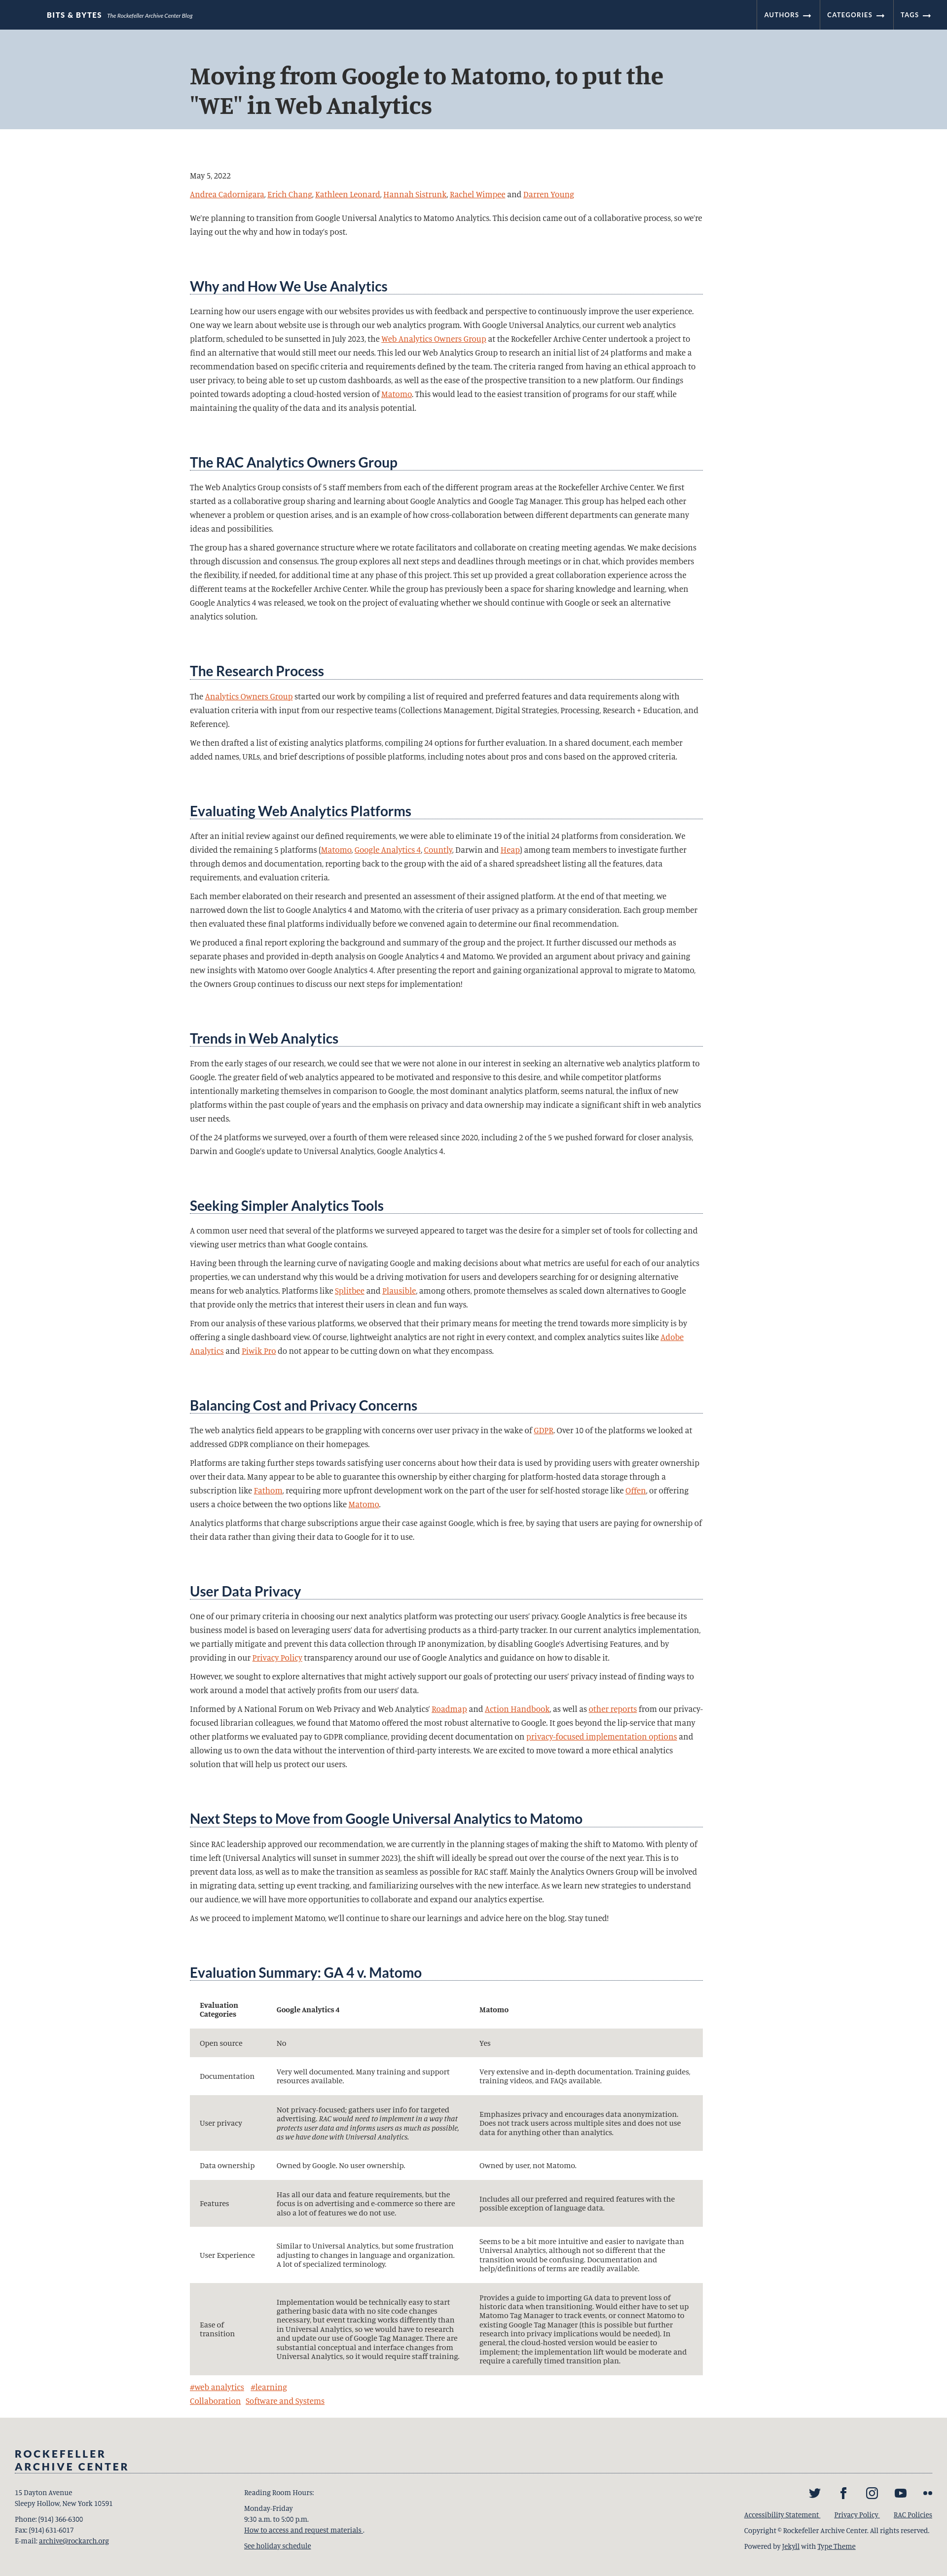 BITS & BYTES The Rockefeller Archive Center Blog
AUTHORS → CATEGORIES → TAGS →
Moving from Google to Matomo, to put the
"WE" in Web Analytics
May 5, 2022
Andrea Cadornigara, Erich Chang, Kathleen Leonard, Hannah Sistrunk, Rachel Wimpee and Darren Young
We're planning to transition from Google Universal Analytics to Matomo Analytics. This decision came out of a collaborative process, so we're
laying out the why and how in today's post.
Why and How We Use Analytics
Learning how our users engage with our websites provides us with feedback and perspective to continuously improve the user experience.
One way we learn about website use is through our web analytics program. With Google Universal Analytics, our current web analytics
platform, scheduled to be sunsetted in July 2023, the Web Analytics Owners Group at the Rockefeller Archive Center undertook a project to
find an alternative that would still meet our needs. This led our Web Analytics Group to research an initial list of 24 platforms and make a
recommendation based on specific criteria and requirements defined by the team. The criteria ranged from having an ethical approach to
user privacy, to being able to set up custom dashboards, as well as the ease of the prospective transition to a new platform. Our findings
pointed towards adopting a cloud-hosted version of Matomo. This would lead to the easiest transition of programs for our staff, while
maintaining the quality of the data and its analysis potential.
The RAC Analytics Owners Group
The Web Analytics Group consists of 5 staff members from each of the different program areas at the Rockefeller Archive Center. We first
started as a collaborative group sharing and learning about Google Analytics and Google Tag Manager. This group has helped each other
whenever a problem or question arises, and is an example of how cross-collaboration between different departments can generate many
ideas and possibilities.
The group has a shared governance structure where we rotate facilitators and collaborate on creating meeting agendas. We make decisions
through discussion and consensus. The group explores all next steps and deadlines through meetings or in chat, which provides members
the flexibility, if needed, for additional time at any phase of this project. This set up provided a great collaboration experience across the
different teams at the Rockefeller Archive Center. While the group has previously been a space for sharing knowledge and learning, when
Google Analytics 4 was released, we took on the project of evaluating whether we should continue with Google or seek an alternative
analytics solution.
The Research Process
The Analytics Owners Group started our work by compiling a list of required and preferred features and data requirements along with
evaluation criteria with input from our respective teams (Collections Management, Digital Strategies, Processing, Research + Education, and
Reference).
We then drafted a list of existing analytics platforms, compiling 24 options for further evaluation. In a shared document, each member
added names, URLs, and brief descriptions of possible platforms, including notes about pros and cons based on the approved criteria.
Evaluating Web Analytics Platforms
After an initial review against our defined requirements, we were able to eliminate 19 of the initial 24 platforms from consideration. We
divided the remaining 5 platforms (Matomo, Google Analytics 4, Countly, Darwin and Heap) among team members to investigate further
through demos and documentation, reporting back to the group with the aid of a shared spreadsheet listing all the features, data
requirements, and evaluation criteria.
Each member elaborated on their research and presented an assessment of their assigned platform. At the end of that meeting, we
narrowed down the list to Google Analytics 4 and Matomo, with the criteria of user privacy as a primary consideration. Each group member
then evaluated these final platforms individually before we convened again to determine our final recommendation.
We produced a final report exploring the background and summary of the group and the project. It further discussed our methods as
separate phases and provided in-depth analysis on Google Analytics 4 and Matomo. We provided an argument about privacy and gaining
new insights with Matomo over Google Analytics 4. After presenting the report and gaining organizational approval to migrate to Matomo,
the Owners Group continues to discuss our next steps for implementation!
Trends in Web Analytics
From the early stages of our research, we could see that we were not alone in our interest in seeking an alternative web analytics platform to
Google. The greater field of web analytics appeared to be motivated and responsive to this desire, and while competitor platforms
intentionally marketing themselves in comparison to Google, the most dominant analytics platform, seems natural, the influx of new
platforms within the past couple of years and the emphasis on privacy and data ownership may indicate a significant shift in web analytics
user needs.
Of the 24 platforms we surveyed, over a fourth of them were released since 2020, including 2 of the 5 we pushed forward for closer analysis,
Darwin and Google's update to Universal Analytics, Google Analytics 4.
Seeking Simpler Analytics Tools
A common user need that several of the platforms we surveyed appeared to target was the desire for a simpler set of tools for collecting and
viewing user metrics than what Google contains.
Having been through the learning curve of navigating Google and making decisions about what metrics are useful for each of our analytics
properties, we can understand why this would be a driving motivation for users and developers searching for or designing alternative
means for web analytics. Platforms like Splitbee and Plausible, among others, promote themselves as scaled down alternatives to Google
that provide only the metrics that interest their users in clean and fun ways.
From our analysis of these various platforms, we observed that their primary means for meeting the trend towards more simplicity is by
offering a single dashboard view. Of course, lightweight analytics are not right in every context, and complex analytics suites like Adobe
Analytics and Piwik Pro do not appear to be cutting down on what they encompass.
Balancing Cost and Privacy Concerns
The web analytics field appears to be grappling with concerns over user privacy in the wake of GDPR. Over 10 of the platforms we looked at
addressed GDPR compliance on their homepages.
Platforms are taking further steps towards satisfying user concerns about how their data is used by providing users with greater ownership
over their data. Many appear to be able to guarantee this ownership by either charging for platform-hosted data storage through a
subscription like Fathom, requiring more upfront development work on the part of the user for self-hosted storage like Offen, or offering
users a choice between the two options like Matomo.
Analytics platforms that charge subscriptions argue their case against Google, which is free, by saying that users are paying for ownership of
their data rather than giving their data to Google for it to use.
User Data Privacy
One of our primary criteria in choosing our next analytics platform was protecting our users' privacy. Google Analytics is free because its
business model is based on leveraging users' data for advertising products as a third-party tracker. In our current analytics implementation,
we partially mitigate and prevent this data collection through IP anonymization, by disabling Google's Advertising Features, and by
providing in our Privacy Policy transparency around our use of Google Analytics and guidance on how to disable it.
However, we sought to explore alternatives that might actively support our goals of protecting our users' privacy instead of finding ways to
work around a model that actively profits from our users' data.
Informed by A National Forum on Web Privacy and Web Analytics' Roadmap and Action Handbook, as well as other reports from our privacy-
focused librarian colleagues, we found that Matomo offered the most robust alternative to Google. It goes beyond the lip-service that many
other platforms we evaluated pay to GDPR compliance, providing decent documentation on privacy-focused implementation options and
allowing us to own the data without the intervention of third-party interests. We are excited to move toward a more ethical analytics
solution that will help us protect our users.
Next Steps to Move from Google Universal Analytics to Matomo
Since RAC leadership approved our recommendation, we are currently in the planning stages of making the shift to Matomo. With plenty of
time left (Universal Analytics will sunset in summer 2023), the shift will ideally be spread out over the course of the next year. This is to
prevent data loss, as well as to make the transition as seamless as possible for RAC staff. Mainly the Analytics Owners Group will be involved
in migrating data, setting up event tracking, and familiarizing ourselves with the new interface. As we learn new strategies to understand
our audience, we will have more opportunities to collaborate and expand our analytics expertise.
As we proceed to implement Matomo, we'll continue to share our learnings and advice here on the blog. Stay tuned!
Evaluation Summary: GA 4 v. Matomo
Evaluation
Categories
Google Analytics 4
Matomo
Open source
No
Yes
Documentation
Very well documented. Many training and support
resources available.
Very extensive and in-depth documentation. Training guides,
training videos, and FAQs available.
User privacy
Not privacy-focused; gathers user info for targeted
advertising. RAC would need to implement in a way that
protects user data and informs users as much as possible,
as we have done with Universal Analytics.
Emphasizes privacy and encourages data anonymization.
Does not track users across multiple sites and does not use
data for anything other than analytics.
Data ownership
Owned by Google. No user ownership.
Owned by user, not Matomo.
Features
Has all our data and feature requirements, but the
focus is on advertising and e-commerce so there are
also a lot of features we do not use.
Includes all our preferred and required features with the
possible exception of language data.
User Experience
Similar to Universal Analytics, but some frustration
adjusting to changes in language and organization.
A lot of specialized terminology.
Seems to be a bit more intuitive and easier to navigate than
Universal Analytics, although not so different that the
transition would be confusing. Documentation and
help/definitions of terms are readily available.
Ease of
transition
Implementation would be technically easy to start
gathering basic data with no site code changes
necessary, but event tracking works differently than
in Universal Analytics, so we would have to research
and update our use of Google Tag Manager. There are
substantial conceptual and interface changes from
Universal Analytics, so it would require staff training.
Provides a guide to importing GA data to prevent loss of
historic data when transitioning. Would either have to set up
Matomo Tag Manager to track events, or connect Matomo to
existing Google Tag Manager (this is possible but further
research into privacy implications would be needed). In
general, the cloud-hosted version would be easier to
implement; the implementation lift would be moderate and
require a carefully timed transition plan.
#web analytics #learning
Collaboration Software and Systems
ROCKEFELLER
ARCHIVE CENTER
15 Dayton Avenue
Sleepy Hollow, New York 10591
Phone: (914) 366-6300
Fax: (914) 631-6017
E-mail: archive@rockarch.org
Reading Room Hours:
Monday-Friday
9:30 a.m. to 5:00 p.m.
How to access and request materials .
See holiday schedule
Accessibility Statement Privacy Policy RAC Policies
Copyright © Rockefeller Archive Center. All rights reserved.
Powered by Jekyll with Type Theme